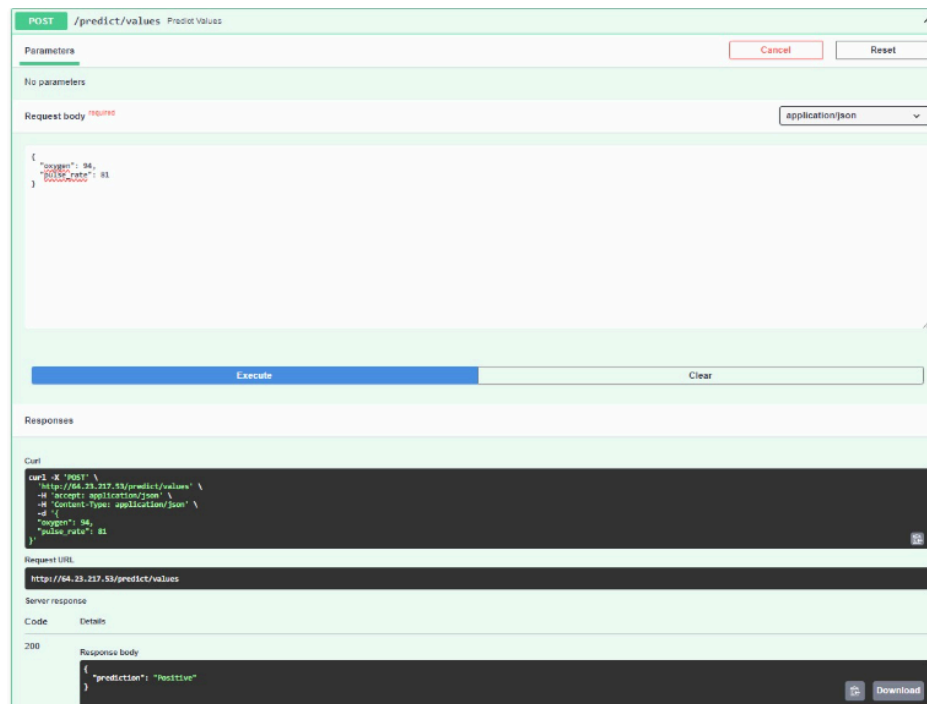 POST /predict/values Predict Values
Parameters
Cancel
Reset
No parameters
Request body required
application/json
{
"oxygen": 94,
"pulse_rate": 81
}
Execute
Clear
Responses
Curl
curl -X 'POST' \
'http://64.23.217.53/predict/values' \
-H 'accept: application/json' \
-H 'Content-Type: application/json' \
-d '{
"oxygen": 94,
"pulse_rate": 81
}'
Request URL
http://64.23.217.53/predict/values
Server response
Code Details
200
Response body
{
"prediction": "Positive"
}
Download